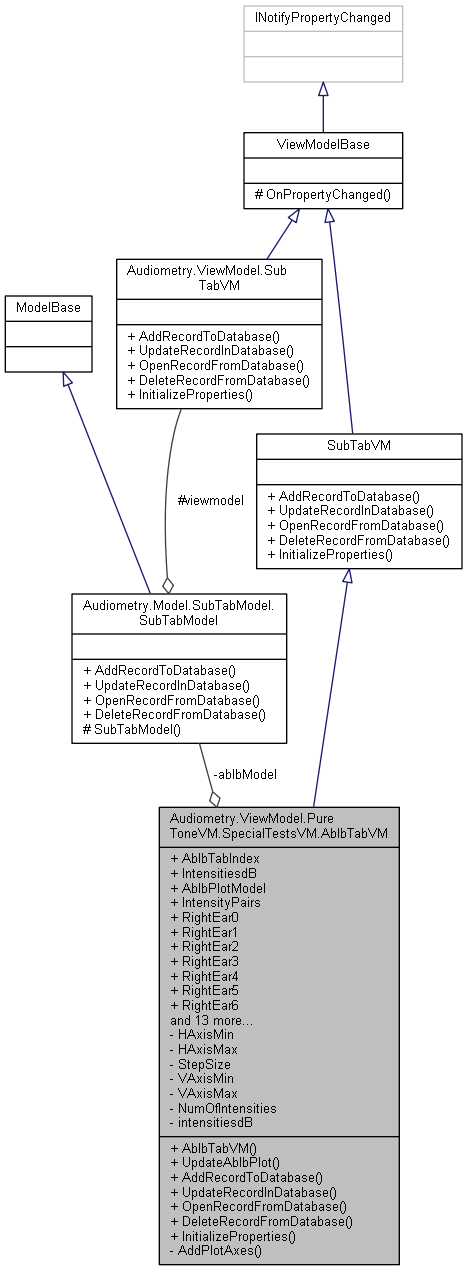 INotifyPropertyChanged
ViewModelBase
# OnPropertyChanged()
Audiometry.ViewModel.Sub
TabVM
+ AddRecordToDatabase()
+ UpdateRecordInDatabase()
+ OpenRecordFromDatabase()
+ DeleteRecordFromDatabase()
+ InitializeProperties()
ModelBase
SubTabVM
+ AddRecordToDatabase()
+ UpdateRecordInDatabase()
+ OpenRecordFromDatabase()
+ DeleteRecordFromDatabase()
+ InitializeProperties()
#viewmodel
Audiometry.Model.SubTabModel.
SubTabModel
+ AddRecordToDatabase()
+ UpdateRecordInDatabase()
+ OpenRecordFromDatabase()
+ DeleteRecordFromDatabase()
# SubTabModel()
-ablbModel
Audiometry.ViewModel.Pure
ToneVM.SpecialTestsVM.AblbTabVM
+ AblbTabIndex
+ IntensitiesdB
+ AblbPlotModel
+ IntensityPairs
+ RightEar0
+ RightEar1
+ RightEar2
+ RightEar3
+ RightEar4
+ RightEar5
+ RightEar6
and 13 more...
- HAxisMin
- HAxisMax
- StepSize
- VAxisMin
- VAxisMax
- NumOfIntensities
- intensitiesdB
+ AblbTabVM()
+ UpdateAblbPlot()
+ AddRecordToDatabase()
+ UpdateRecordInDatabase()
+ OpenRecordFromDatabase()
+ DeleteRecordFromDatabase()
+ InitializeProperties()
- AddPlotAxes()